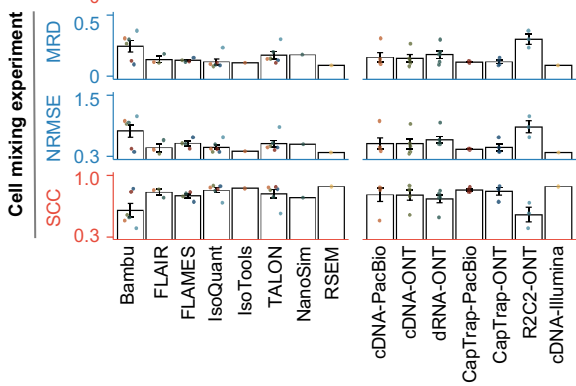 Cell mixing experiment
MRD
0.5
0
NRMSE
1.5
0.3
SCC
1.0
0.3
Bambu
FLAIR
FLAMES
IsoQuant
IsoTools
TALON
NanoSim
RSEM
cDNA-PacBio
cDNA-ONT
dRNA-ONT
CapTrap-PacBio
CapTrap-ONT
R2C2-ONT
cDNA-Illumina